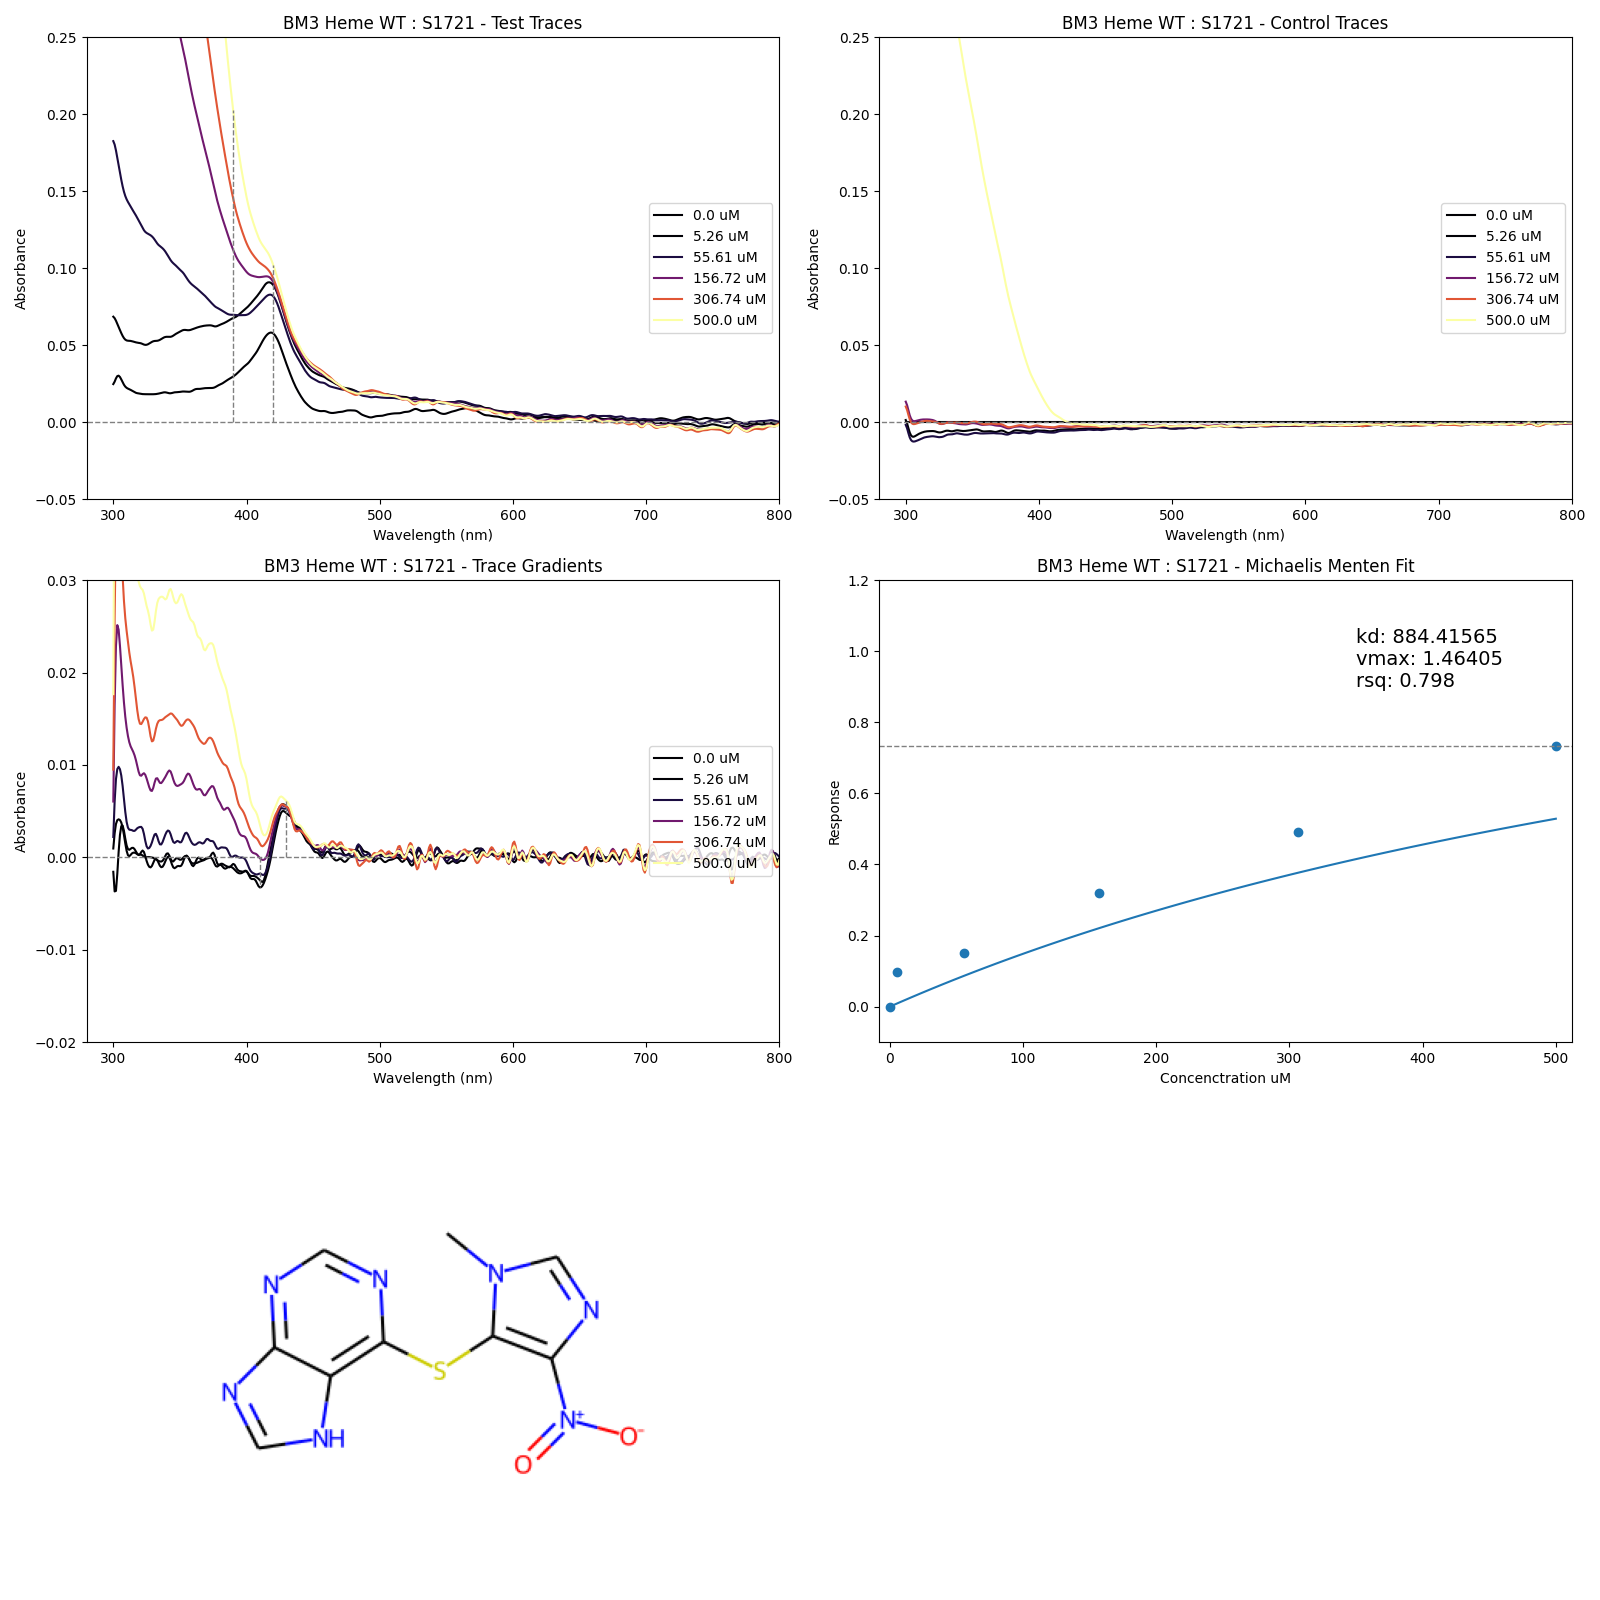 BM3 Heme WT : S1721 - Test Traces
0.25
0.20
0.15
0.10
0.05
0.00
−0.05
Absorbance
300 400 500 600 700 800
Wavelength (nm)
0.0 uM
5.26 uM
55.61 uM
156.72 uM
306.74 uM
500.0 uM
BM3 Heme WT : S1721 - Control Traces
0.25
0.20
0.15
0.10
0.05
0.00
−0.05
Absorbance
300 400 500 600 700 800
Wavelength (nm)
0.0 uM
5.26 uM
55.61 uM
156.72 uM
306.74 uM
500.0 uM
BM3 Heme WT : S1721 - Trace Gradients
0.03
0.02
0.01
0.00
−0.01
−0.02
Absorbance
300 400 500 600 700 800
Wavelength (nm)
0.0 uM
5.26 uM
55.61 uM
156.72 uM
306.74 uM
500.0 uM
BM3 Heme WT : S1721 - Michaelis Menten Fit
1.2
1.0
0.8
0.6
0.4
0.2
0.0
Response
0 100 200 300 400 500
Concenctration uM
kd: 884.41565
vmax: 1.46405
rsq: 0.798
N N N
N
S
N
NH
N+
O-
O